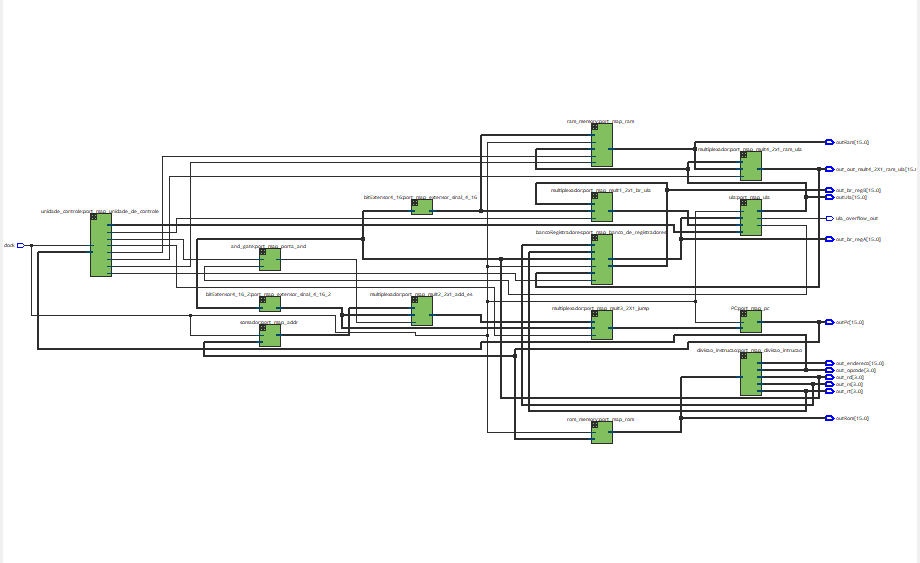 ram_memory:port_map_ram
outRam[15..0]
multiplexador:port_map_mult4_2x1_ram_ula
out_out_mult4_2X1_ram_ula[15..
bitExtensor4_16:port_map_extensor_sinal_4_16
multiplexador:port_map_mult1_2x1_br_ula
out_br_regB[15..0]
ula:port_map_ula
outUla[15..0]
unidade_controle:port_map_unidade_de_controle
ula_overflow_out
bancoRegistradores:port_map_banco_de_registradores
out_br_regA[15..0]
clock
and_gate:port_map_porta_and
bitExtensor4_16_2:port_map_extensor_sinal_4_16_2
multiplexador:port_map_mult2_2x1_add_es
multiplexador:port_map_mult3_2x1_jump
PC:port_map_pc
somador:port_map_addr
outPc[15..0]
divisao_instrucao:port_map_divisao_intrucao
out_endereco[15..0]
out_opcode[3..0]
out_rd[3..0]
out_rs[3..0]
out_rt[3..0]
rom_memory:port_map_rom
outRom[15..0]